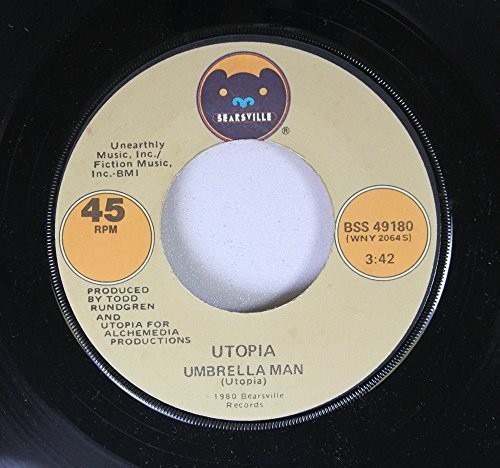 BEARSVILLE
®
Unearthly
Music, Inc./
Fiction Music,
Inc.-BMI
45
RPM
BSS 49180
(WNY 2064 S)
3:42
PRODUCED
BY TODD
RUNDGREN
AND
UTOPIA FOR
ALCHEMEDIA
PRODUCTIONS
UTOPIA
UMBRELLA MAN
(Utopia)
1980 Bearsville
Records